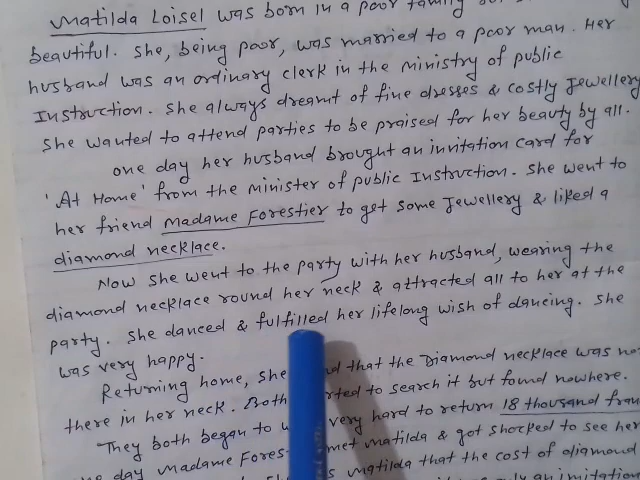 Matilda Loisel was born in a poor family
beautiful. She, being poor, was married to a poor man. Her
husband was an ordinary clerk in the ministry of public
Instruction. She always dreamt of fine dresses & costly Jewellery
She wanted to attend parties to be praised for her beauty by all.
one day her husband brought an invitation card for
'At Home' from the minister of public Instruction. She went to
her friend Madame Forestier to get some Jewellery & liked a
diamond necklace.
Now she went to the party with her husband, wearing the
diamond necklace round her neck & attracted all to her at the
party. She danced & fulfilled her lifelong wish of dancing. She
was very happy.
Returning home, she that the Diamond necklace was
there in her neck. Both to search it but found nowhere.
They both began to very hard to return 18 thousand
day Madame met Matilda & got shocked to see her
Matilda that the cost of diamond
an imitation